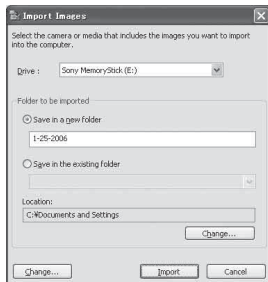 Import Images
Select the camera or media that includes the images you want to import
into the computer.
Drive : Sony MemoryStick (E:)
Folder to be imported
Save in a new folder
1-25-2006
Save in the existing folder
Location:
C:¥Documents and Settings
Change...
Change... Import Cancel